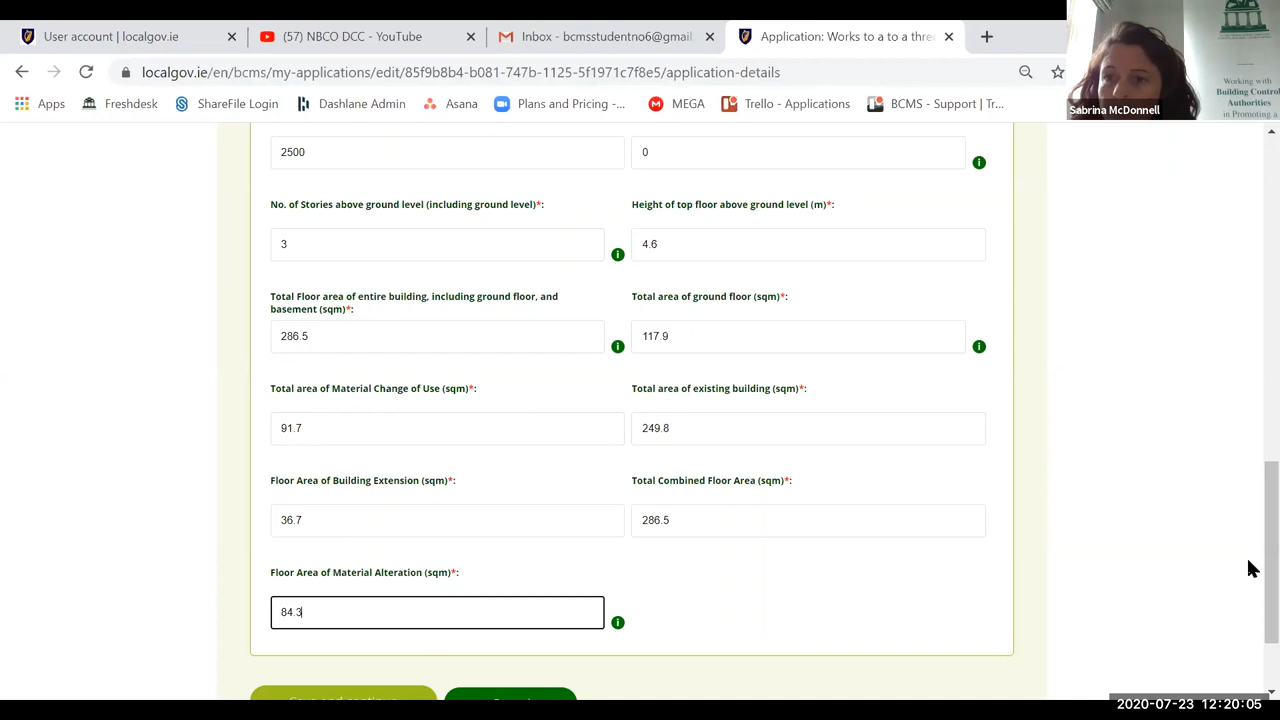 User account | localgov.ie
(57) NBCO DCC - YouTube
Inbox - bcmsstudentno6@gmail.
Application: Works to a to a three
localgov.ie/en/bcms/my-application-edit/85f9b8b4-b081-747b-1125-5f1971c7f8e5/application-details
Apps
Freshdesk
ShareFile Login
Dashlane Admin
Asana
Plans and Pricing -...
MEGA
Trello - Applications
BCMS - Support | Tr...
Working with
Building Control
Authorities
in Promoting a
Sabrina McDonnell
2500
0
No. of Stories above ground level (including ground level)*:
Height of top floor above ground level (m)*:
3
4.6
Total Floor area of entire building, including ground floor, and
basement (sqm)*:
Total area of ground floor (sqm)*:
286.5
117.9
Total area of Material Change of Use (sqm)*:
Total area of existing building (sqm)*:
91.7
249.8
Floor Area of Building Extension (sqm)*:
Total Combined Floor Area (sqm)*:
36.7
286.5
Floor Area of Material Alteration (sqm)*:
84.3
Save and continue
2020-07-23 12:20:05